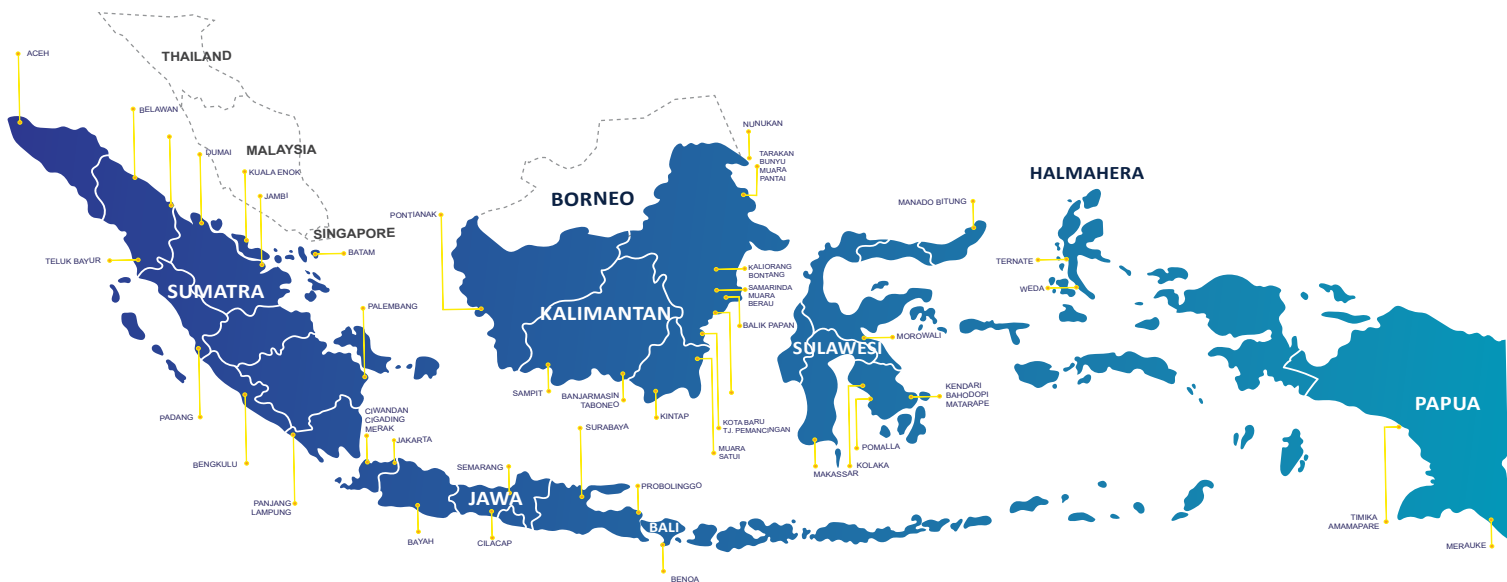 ACEH
THAILAND
BELAWAN
DUMAI
MALAYSIA
KUALA ENOK
JAMBI
SINGAPORE
BATAM
TELUK BAYUR
SUMATRA
PALEMBANG
PADANG
BENGKULU
PANJANG
LAMPUNG
CIWANDAN
CIGADING
MERAK
JAKARTA
BAYAH
SEMARANG
JAWA
CILACAP
SURABAYA
PROBOLINGGO
BALI
BENOA
PONTIANAK
BORNEO
KALIMANTAN
NUNUKAN
TARAKAN
BUNYU
MUARA
PANTAI
KALIORANG
BONTANG
SAMARINDA
MUARA
BERAU
BALIK PAPAN
SAMPIT
BANJARMASIN
TABONEO
KINTAP
KOTA BARU
TJ. PEMANCINGAN
MUARA
SATUI
MANADO BITUNG
SULAWESI
MOROWALI
KENDARI
BAHODOPI
MATARAPE
POMALLA
KOLAKA
MAKASSAR
HALMAHERA
TERNATE
WEDA
PAPUA
TIMIKA
AMAMAPARE
MERAUKE